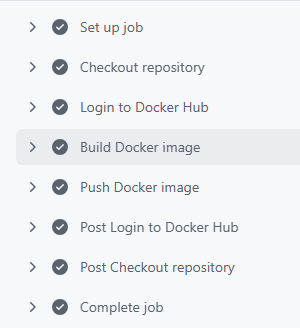 Set up job
Checkout repository
Login to Docker Hub
Build Docker image
Push Docker image
Post Login to Docker Hub
Post Checkout repository
Complete job